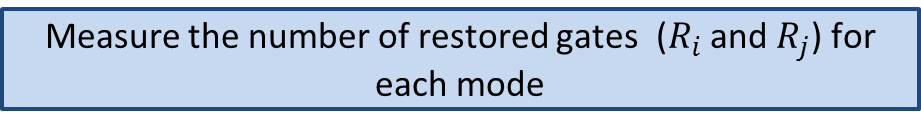 Measure the number of restored gates (𝑅ᵢ and 𝑅ⱼ) for
each mode